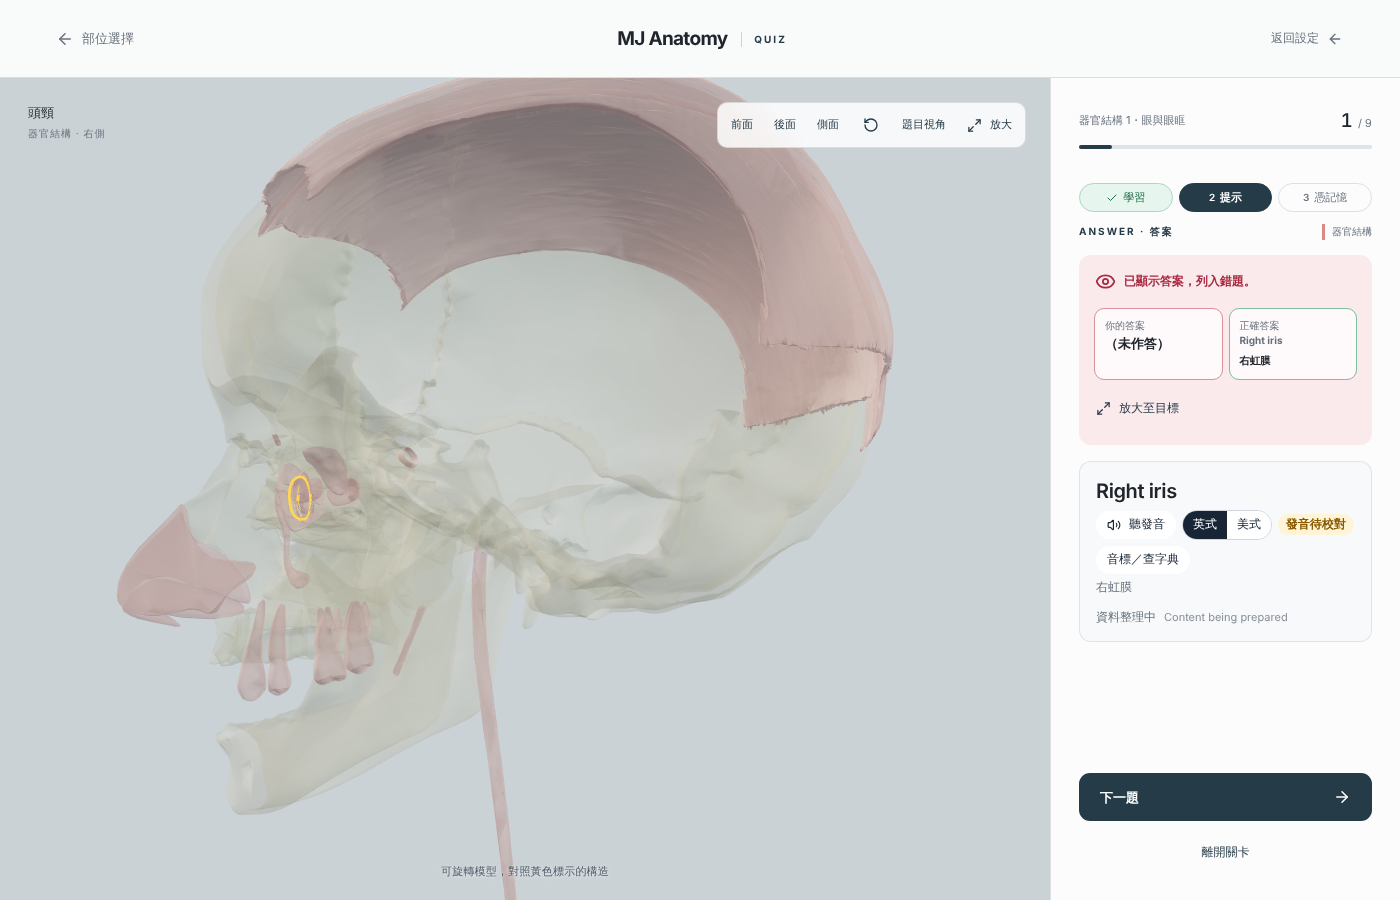 部位選擇
MJ Anatomy QUIZ
返回設定
頭頸
器官結構 · 右側
前面 後面 側面 題目視角 放大
器官結構 1・眼與眼眶
1 / 9
學習 2 提示 3 憑記憶
ANSWER · 答案
器官結構
已顯示答案，列入錯題。
你的答案
（未作答）
正確答案
Right iris
右虹膜
放大至目標
Right iris
聽發音 英式 美式 發音待校對
音標／查字典
右虹膜
資料整理中 Content being prepared
下一題
離開關卡
可旋轉模型，對照黃色標示的構造